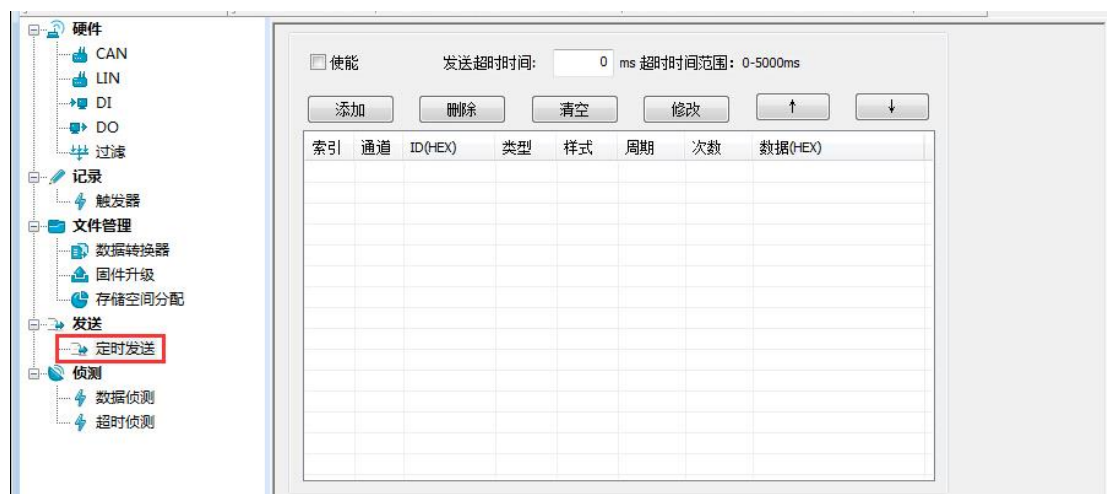 硬件
CAN
LIN
DI
DO
过滤
记录
触发器
文件管理
数据转换器
固件升级
存储空间分配
发送
定时发送
侦测
数据侦测
超时侦测
使能 发送超时时间: 0 ms 超时时间范围：0-5000ms
添加 删除 清空 修改 ↑ ↓
索引 通道 ID(HEX) 类型 样式 周期 次数 数据(HEX)